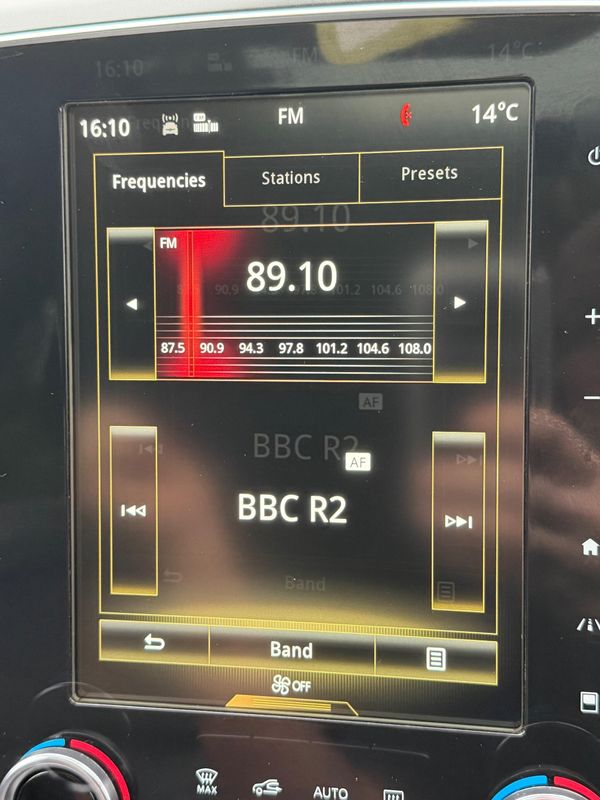 16:10 FM 14°C
Frequencies Stations Presets
FM
89.10
87.5 90.9 94.3 97.8 101.2 104.6 108.0
AF
BBC R2
Band
OFF
MAX AUTO